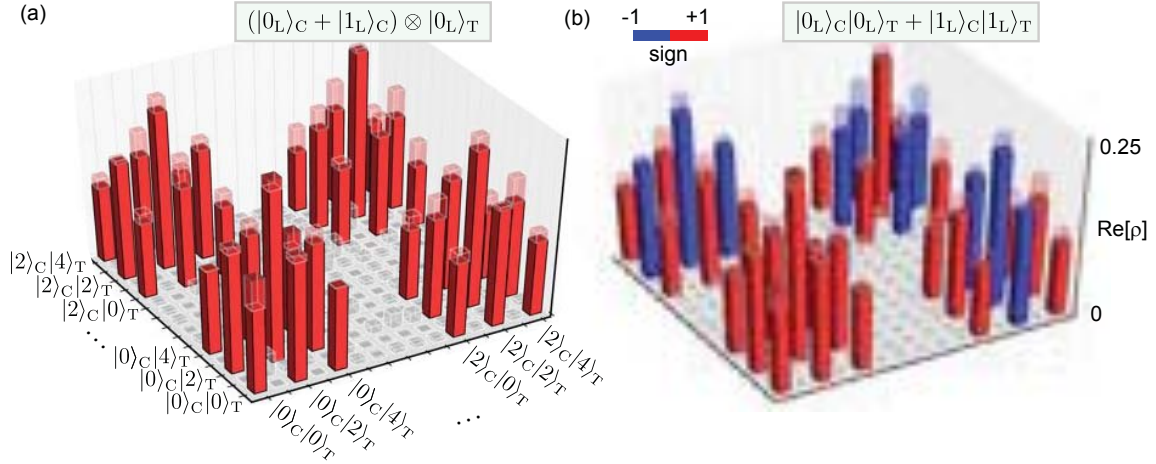 (a)
(|0_L⟩_C + |1_L⟩_C) ⊗ |0_L⟩_T
|2⟩_C|4⟩_T
|2⟩_C|2⟩_T
|2⟩_C|0⟩_T
⋱
|0⟩_C|4⟩_T
|0⟩_C|2⟩_T
|0⟩_C|0⟩_T
|0⟩_C|0⟩_T
|0⟩_C|2⟩_T
|0⟩_C|4⟩_T
⋯
|2⟩_C|0⟩_T
|2⟩_C|2⟩_T
|2⟩_C|4⟩_T
(b)
-1 +1
sign
|0_L⟩_C|0_L⟩_T + |1_L⟩_C|1_L⟩_T
0.25
Re[ρ]
0